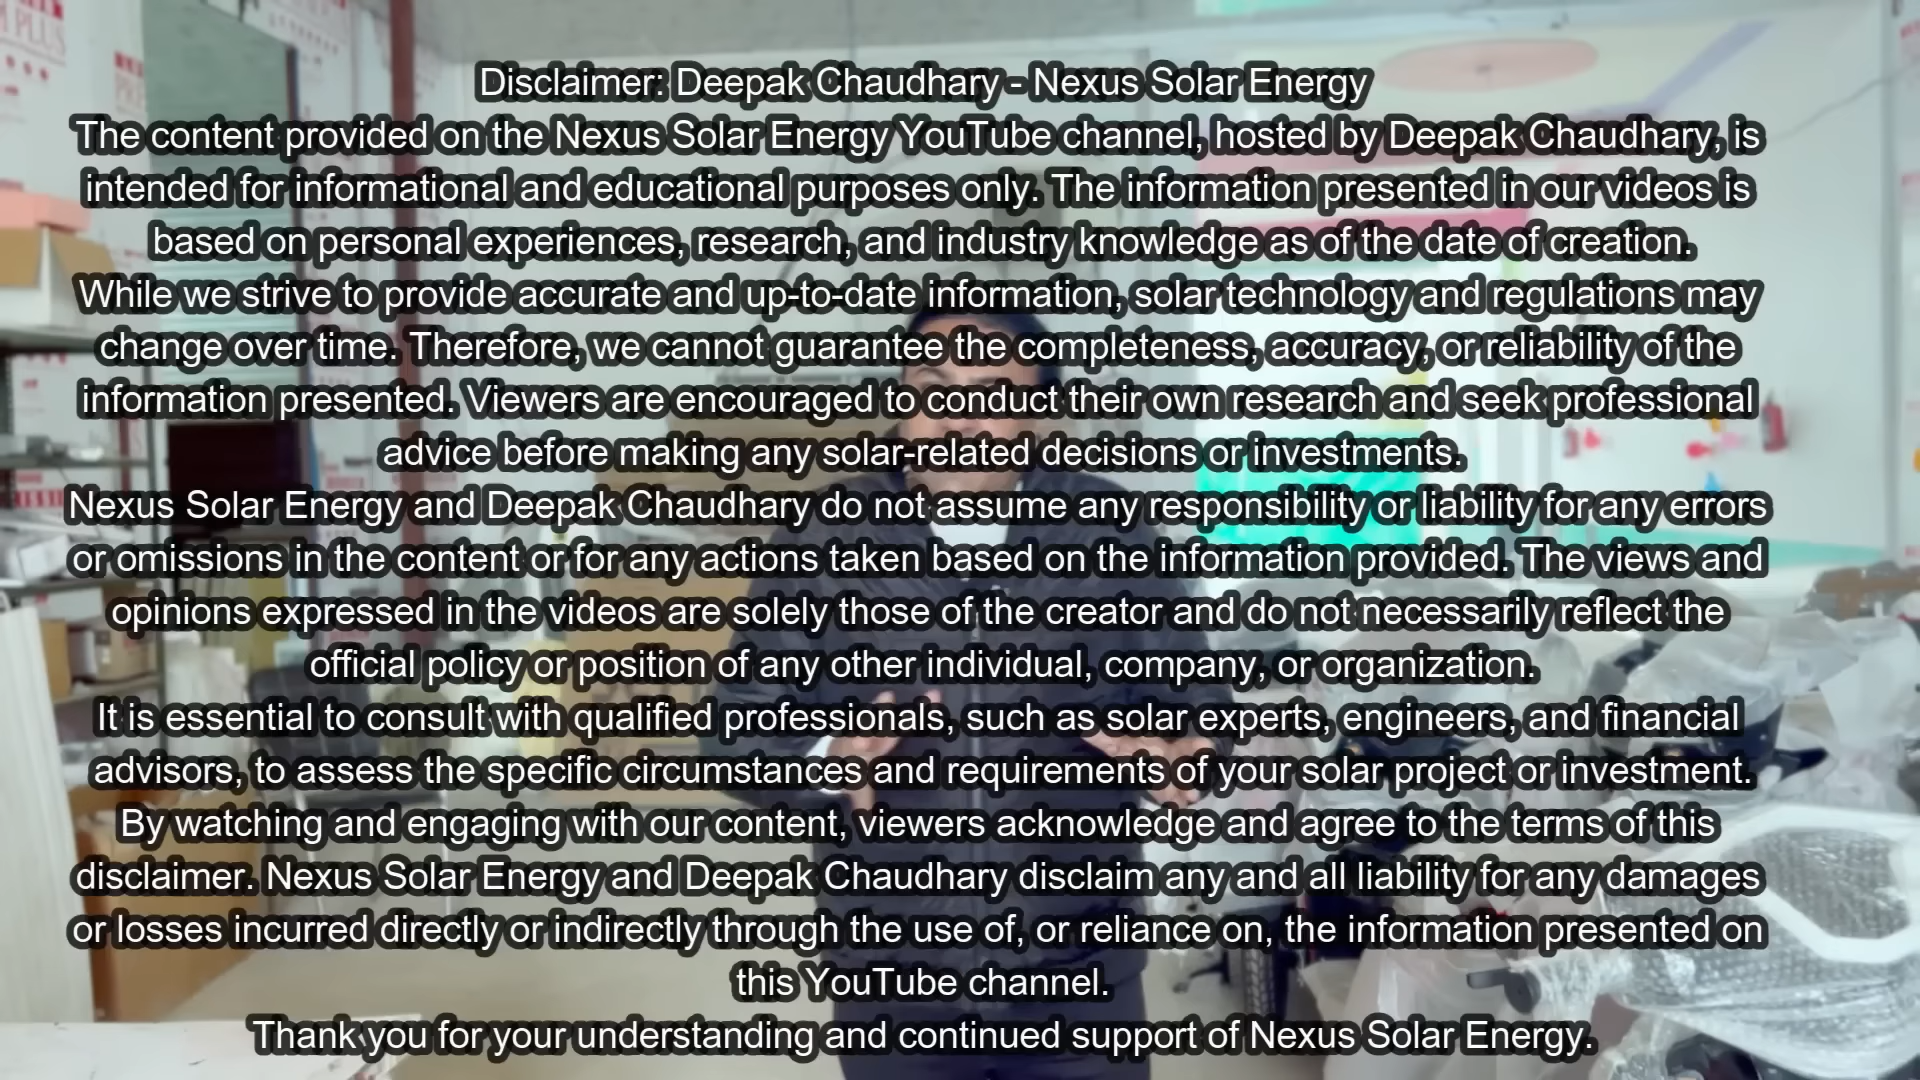 Disclaimer: Deepak Chaudhary - Nexus Solar Energy
The content provided on the Nexus Solar Energy YouTube channel, hosted by Deepak Chaudhary, is
intended for informational and educational purposes only. The information presented in our videos is
based on personal experiences, research, and industry knowledge as of the date of creation.
While we strive to provide accurate and up-to-date information, solar technology and regulations may
change over time. Therefore, we cannot guarantee the completeness, accuracy, or reliability of the
information presented. Viewers are encouraged to conduct their own research and seek professional
advice before making any solar-related decisions or investments.
Nexus Solar Energy and Deepak Chaudhary do not assume any responsibility or liability for any errors
or omissions in the content or for any actions taken based on the information provided. The views and
opinions expressed in the videos are solely those of the creator and do not necessarily reflect the
official policy or position of any other individual, company, or organization.
It is essential to consult with qualified professionals, such as solar experts, engineers, and financial
advisors, to assess the specific circumstances and requirements of your solar project or investment.
By watching and engaging with our content, viewers acknowledge and agree to the terms of this
disclaimer. Nexus Solar Energy and Deepak Chaudhary disclaim any and all liability for any damages
or losses incurred directly or indirectly through the use of, or reliance on, the information presented on
this YouTube channel.
Thank you for your understanding and continued support of Nexus Solar Energy.